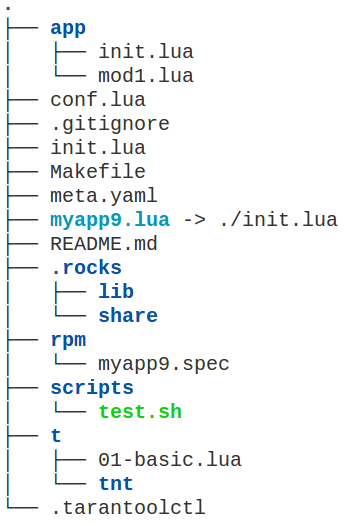 .
├── app
│   ├── init.lua
│   └── mod1.lua
├── conf.lua
├── .gitignore
├── init.lua
├── Makefile
├── meta.yaml
├── myapp9.lua -> ./init.lua
├── README.md
├── .rocks
│   ├── lib
│   └── share
├── rpm
│   └── myapp9.spec
├── scripts
│   └── test.sh
├── t
│   ├── 01-basic.lua
│   └── tnt
└── .tarantoolctl